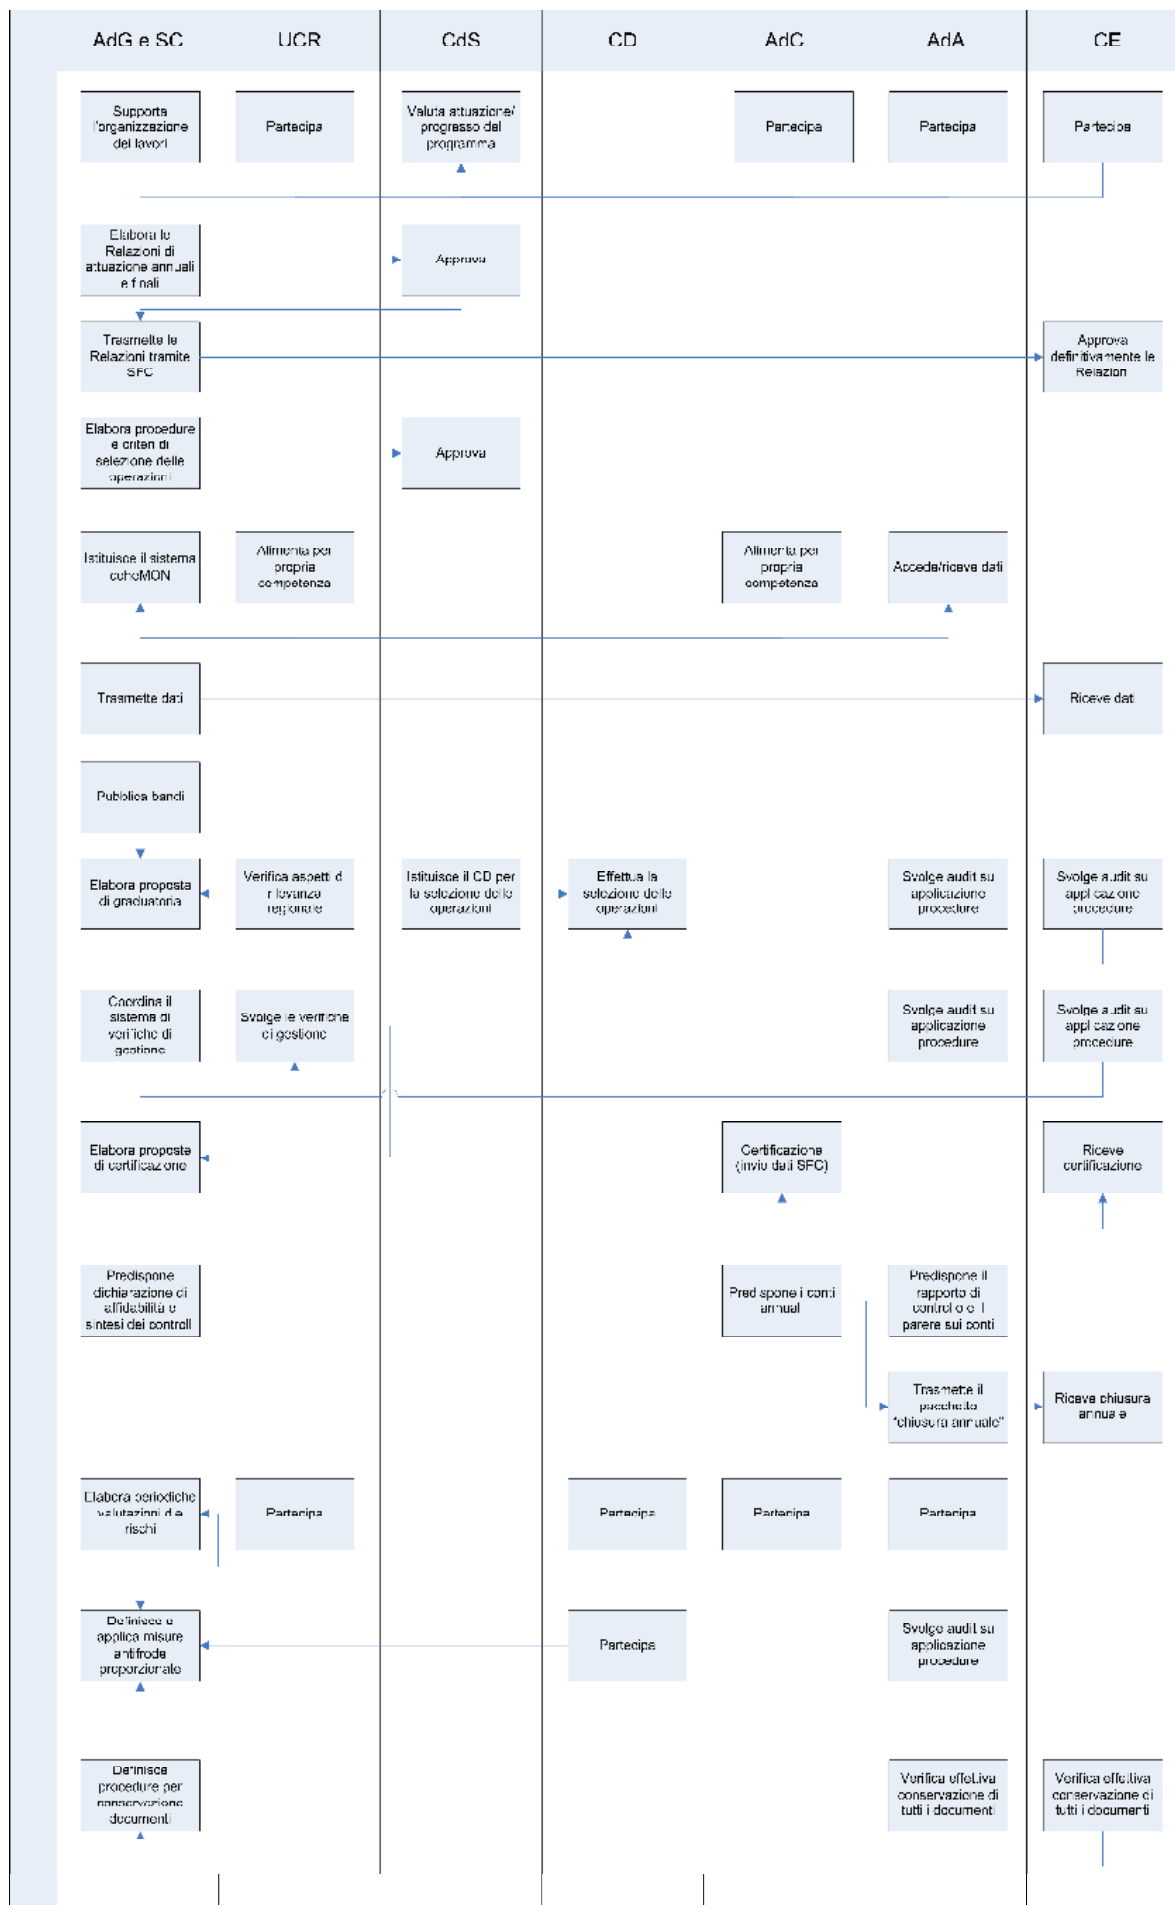 AdG e SC
UCR
CdS
CD
AdC
AdA
CE
Supporta
l'organizzazione
dei lavori
Partecipa
Valuta attuazione/
progresso del
programma
Partecipa
Partecipa
Partecipa
Elabora le
Relazioni di
attuazione annuali
e finali
Approva
Trasmette le
Relazioni tramite
SFC
Approva
definitivamente le
Relazioni
Elabora procedure
e criteri di
selezione delle
operazioni
Approva
Istituisce il sistema
coheMON
Alimenta per
propria
competenza
Alimenta per
propria
competenza
Accede/riceve dati
Trasmette dati
Riceve dati
Pubblica bandi
Elabora proposta
di graduatoria
Verifica aspetti di
rilevanza
regionale
Istituisce il CD per
la selezione delle
operazioni
Effettua la
selezione delle
operazioni
Svolge audit su
applicazione
procedure
Svolge audit su
applicazione
procedure
Coordina il
sistema di
verifiche di
gestione
Svolge le verifiche
di gestione
Svolge audit su
applicazione
procedure
Svolge audit su
applicazione
procedure
Elabora proposte
di certificazione
Certificazione
(invio dati SFC)
Riceve
certificazione
Predispone
dichiarazione di
affidabilità e
sintesi dei controlli
Predispone i conti
annuali
Predispone il
rapporto di
controllo e il
parere sui conti
Trasmette il
pacchetto
"chiusura annuale"
Riceve chiusura
annuale
Elabora periodiche
valutazioni dei
rischi
Partecipa
Partecipa
Partecipa
Partecipa
Definisce e
applica misure
antifrode
proporzionate
Partecipa
Svolge audit su
applicazione
procedure
Definisce
procedure per
conservazione
documenti
Verifica effettiva
conservazione di
tutti i documenti
Verifica effettiva
conservazione di
tutti i documenti